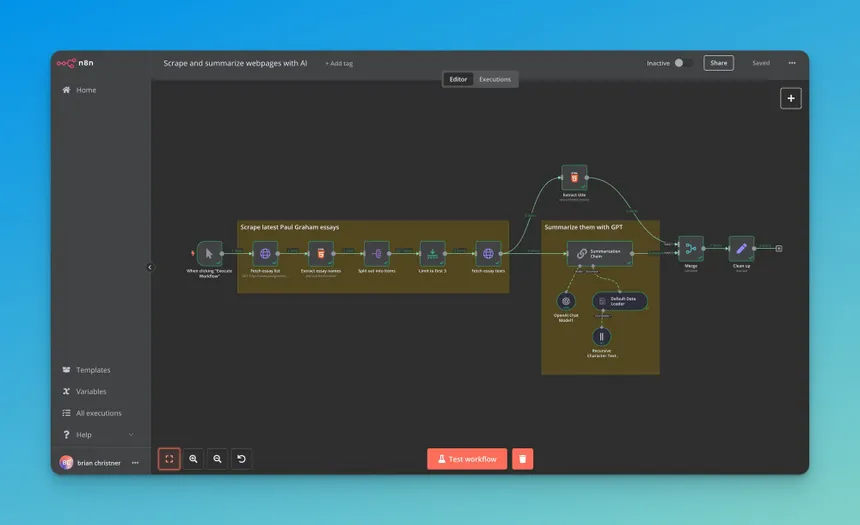 n8n
Scrape and summarize webpages with AI
+ Add tag
Inactive
Share
Saved
Editor
Executions
Home
Extract title
Scrape latest Paul Graham essays
Summarize them with GPT
When clicking "Execute
Workflow"
Fetch essay list
Extract essay names
Split out into items
Limit to first 3
Fetch essay texts
Summarization
Chain
Merge
Clean up
OpenAI Chat
Model1
Default Data
Loader
Recursive
Character Text
Templates
Variables
All executions
Help
brian christner
Test workflow